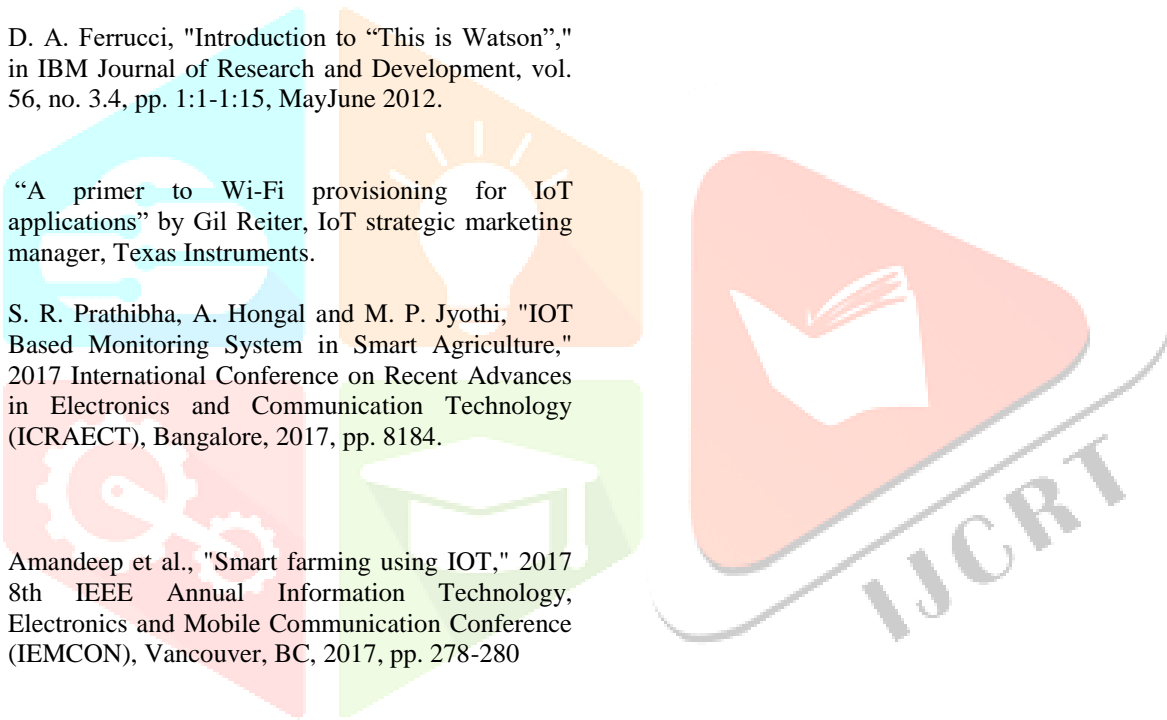 D. A. Ferrucci, "Introduction to “This is Watson”,"
in IBM Journal of Research and Development, vol.
56, no. 3.4, pp. 1:1-1:15, MayJune 2012.
“A primer to Wi-Fi provisioning for IoT
applications” by Gil Reiter, IoT strategic marketing
manager, Texas Instruments.
S. R. Prathibha, A. Hongal and M. P. Jyothi, "IOT
Based Monitoring System in Smart Agriculture,"
2017 International Conference on Recent Advances
in Electronics and Communication Technology
(ICRAECT), Bangalore, 2017, pp. 8184.
Amandeep et al., "Smart farming using IOT," 2017
8th IEEE Annual Information Technology,
Electronics and Mobile Communication Conference
(IEMCON), Vancouver, BC, 2017, pp. 278-280
IJCRT